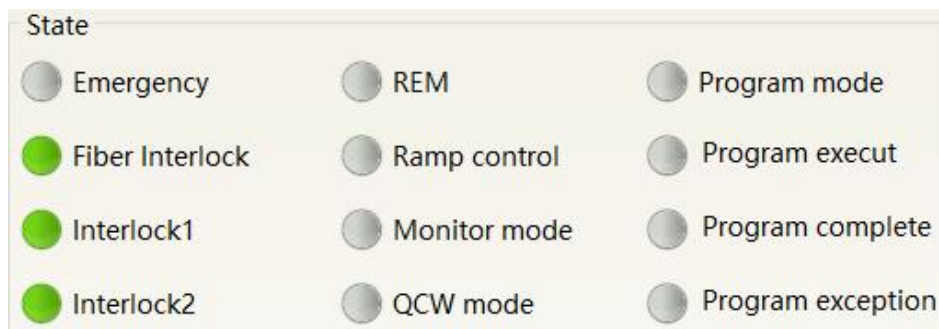 State
Emergency
REM
Program mode
Fiber Interlock
Ramp control
Program execut
Interlock1
Monitor mode
Program complete
Interlock2
QCW mode
Program exception